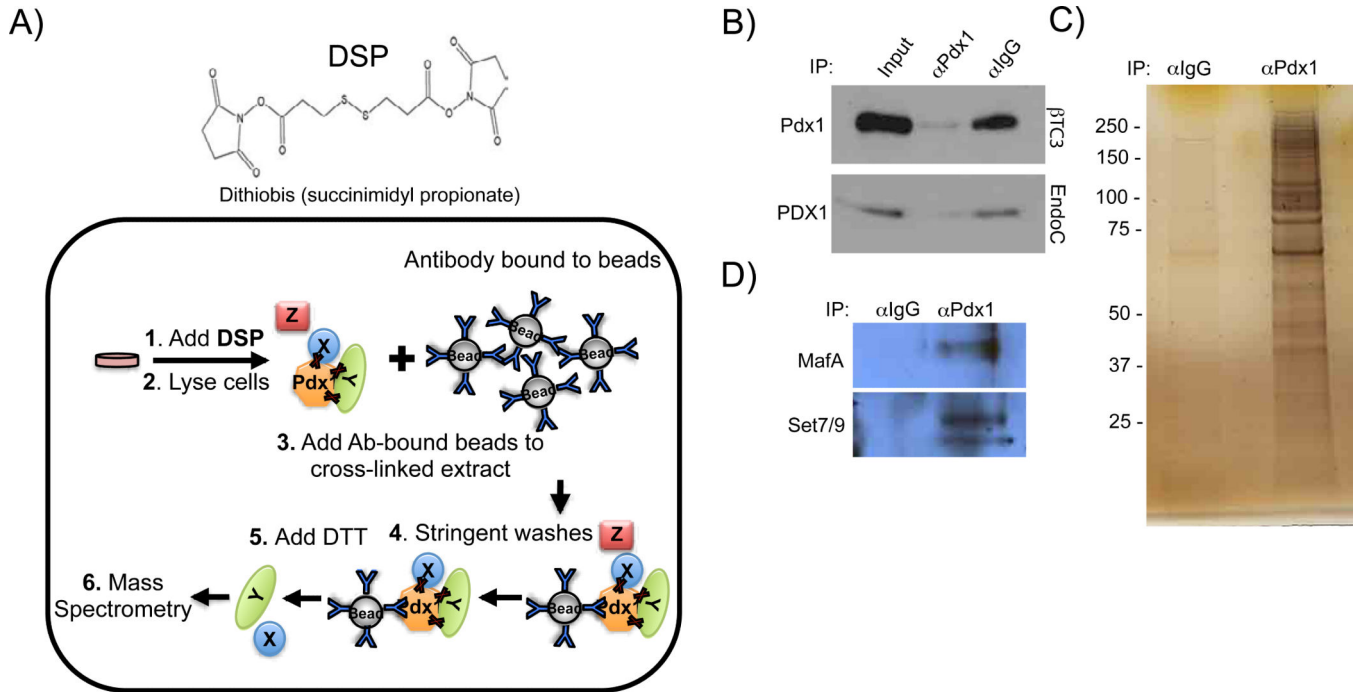 A)
DSP
Dithiobis (succinimidyl propionate)
O
O
O
N
O
S
S
O
O
O
N
O
O
Antibody bound to beads
1. Add DSP
2. Lyse cells
Z
X
Pdx
Y
+
Bead
Bead
Bead
Bead
3. Add Ab-bound beads to
cross-linked extract
4. Stringent washes
5. Add DTT
6. Mass
Spectrometry
Y
X
Bead
dx
X
Y
Bead
dx
Z
X
Y
B)
IP: Input αPdx1 αIgG
Pdx1 βTC3
PDX1 EndoC
C)
IP: αIgG αPdx1
250 -
150 -
100 -
75 -
50 -
37 -
25 -
D)
IP: αIgG αPdx1
MafA
Set7/9